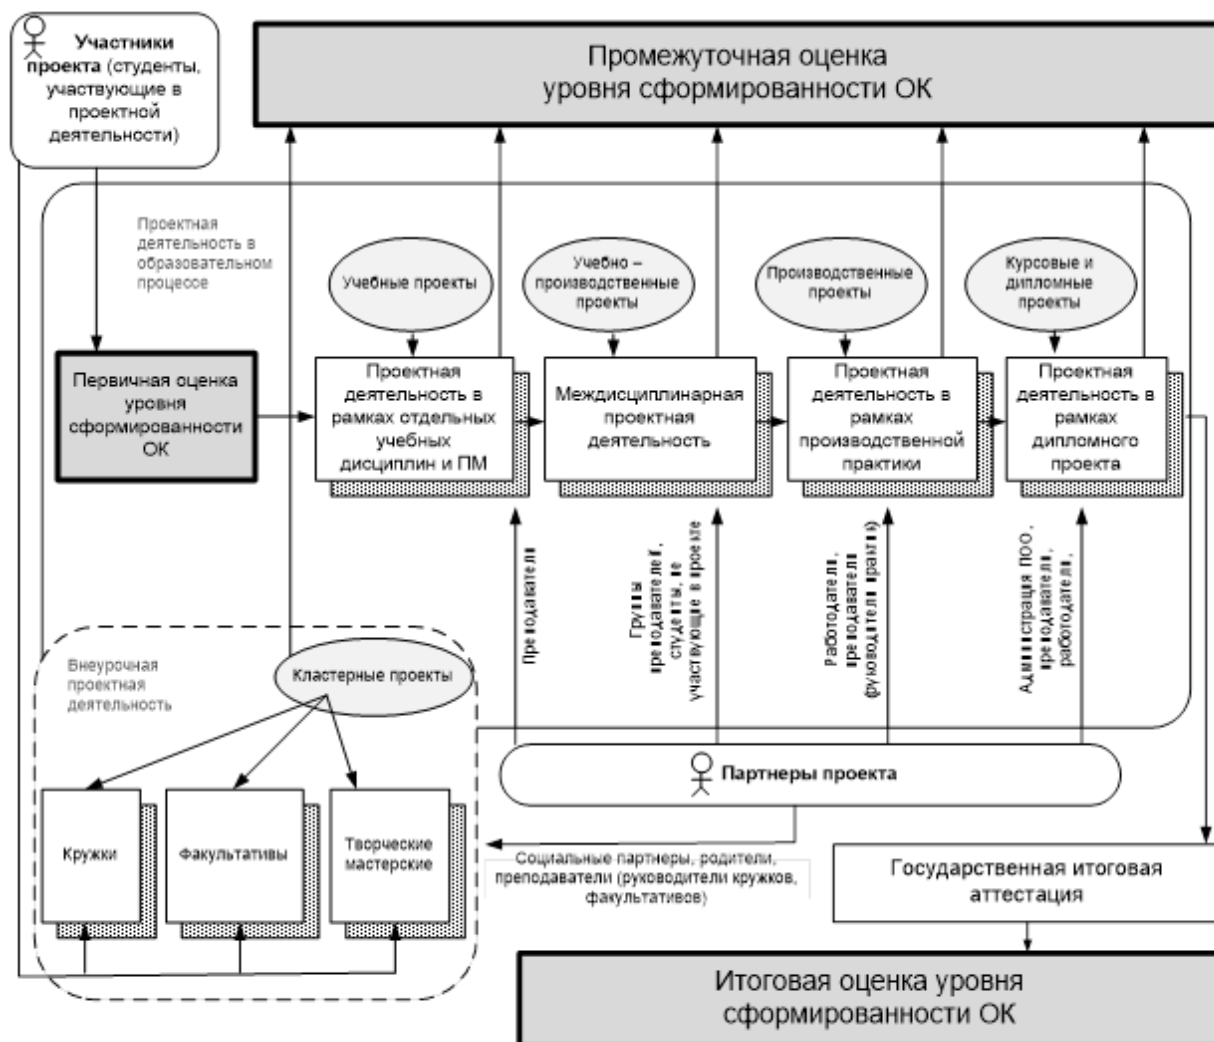 Участники
проекта (студенты,
участвующие в
проектной
деятельности)
Промежуточная оценка
уровня сформированности ОК
Проектная
деятельность в
образовательном
процессе
Учебные проекты
Учебно –
производственные
проекты
Производственные
проекты
Курсовые и
дипломные
проекты
Первичная оценка
уровня
сформированности
ОК
Проектная
деятельность в
рамках отдельных
учебных
дисциплин и ПМ
Междисциплинарная
проектная
деятельность
Проектная
деятельность в
рамках
производственной
практики
Проектная
деятельность в
рамках
дипломного
проекта
Преподаватели
Группы
преподавателей,
студенты, не
участвующие в проекте
Работодатели,
преподаватели
(руководители практик)
Администрация ПОО,
преподаватели,
работодатели,
Внеурочная
проектная
деятельность
Кластерные проекты
Партнеры проекта
Кружки
Факультативы
Творческие
мастерские
Социальные партнеры, родители,
преподаватели (руководители кружков,
факультативов)
Государственная итоговая
аттестация
Итоговая оценка уровня
сформированности ОК